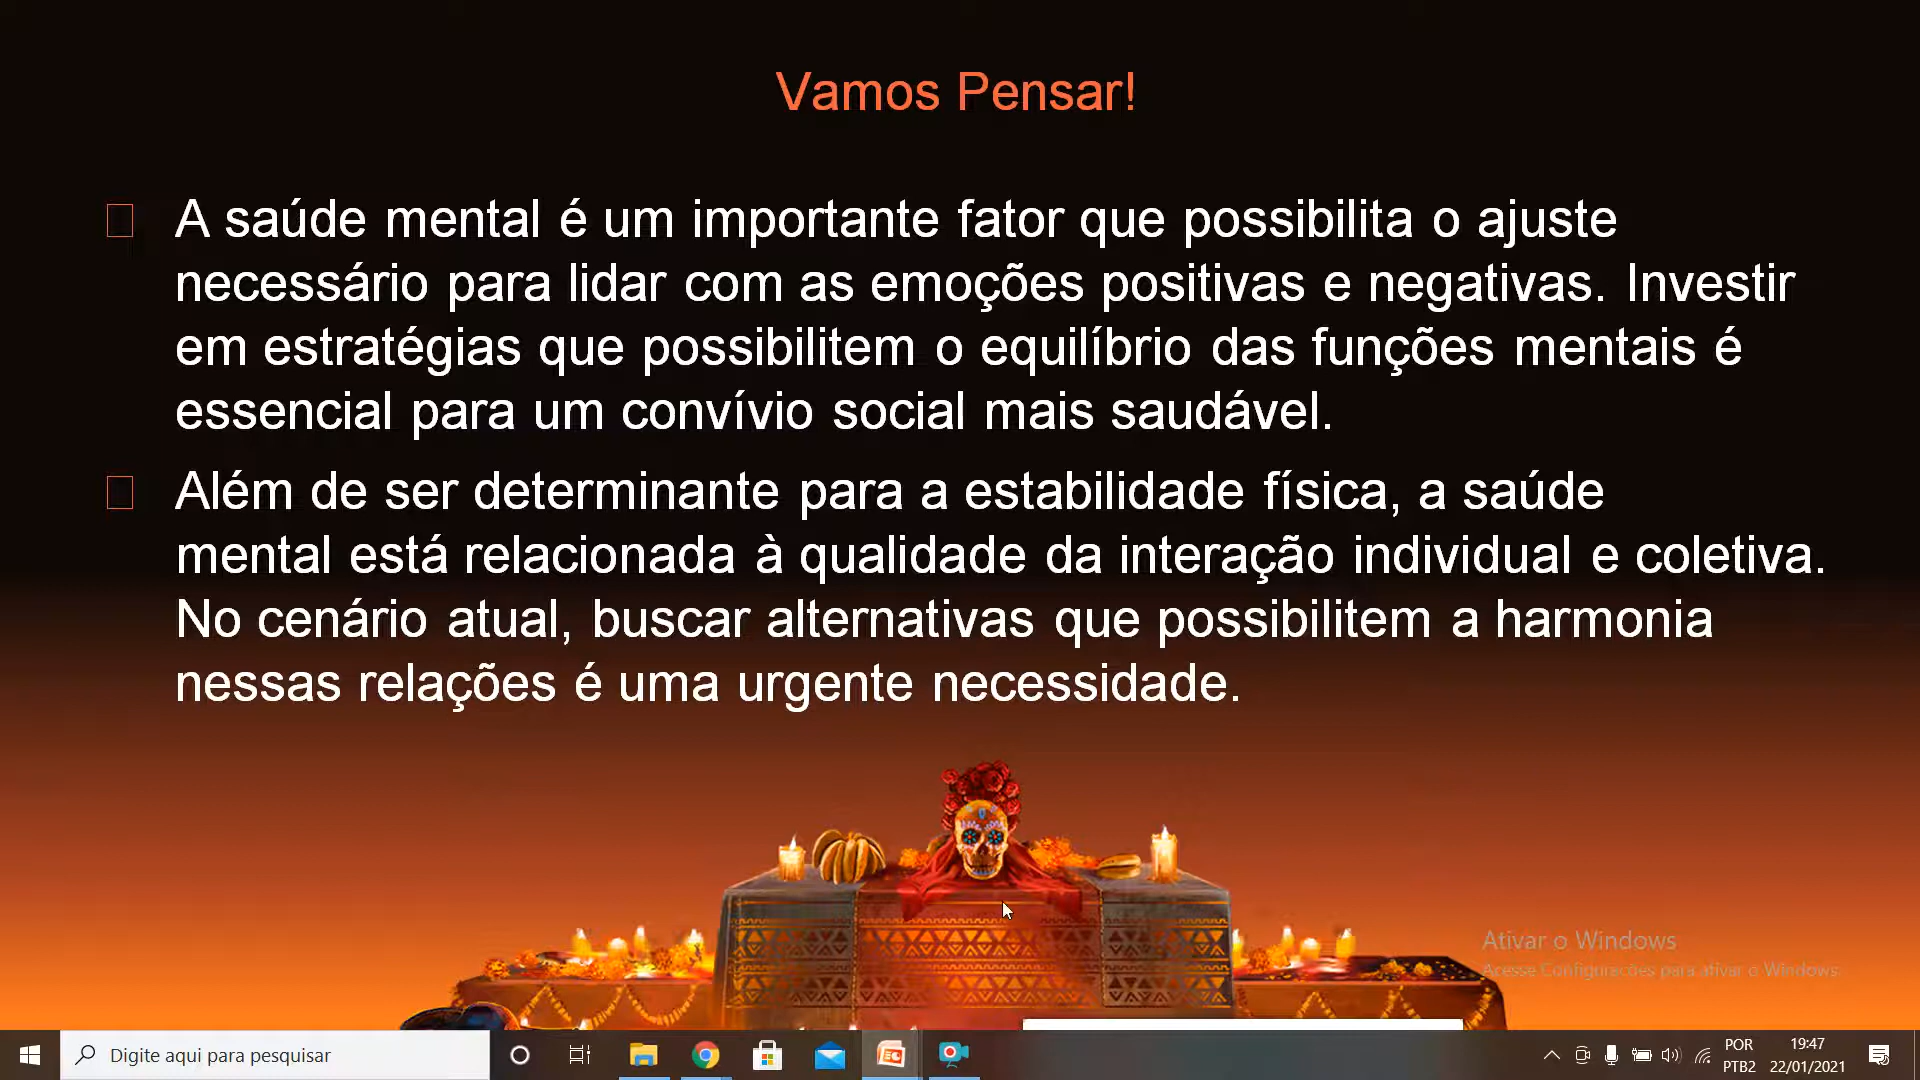 Vamos Pensar!
A saúde mental é um importante fator que possibilita o ajuste
necessário para lidar com as emoções positivas e negativas. Investir
em estratégias que possibilitem o equilíbrio das funções mentais é
essencial para um convívio social mais saudável.
Além de ser determinante para a estabilidade física, a saúde
mental está relacionada à qualidade da interação individual e coletiva.
No cenário atual, buscar alternativas que possibilitem a harmonia
nessas relações é uma urgente necessidade.
Ativar o Windows
Acesse Configurações para ativar o Windows.
Digite aqui para pesquisar
POR
PTB2
19:47
22/01/2021